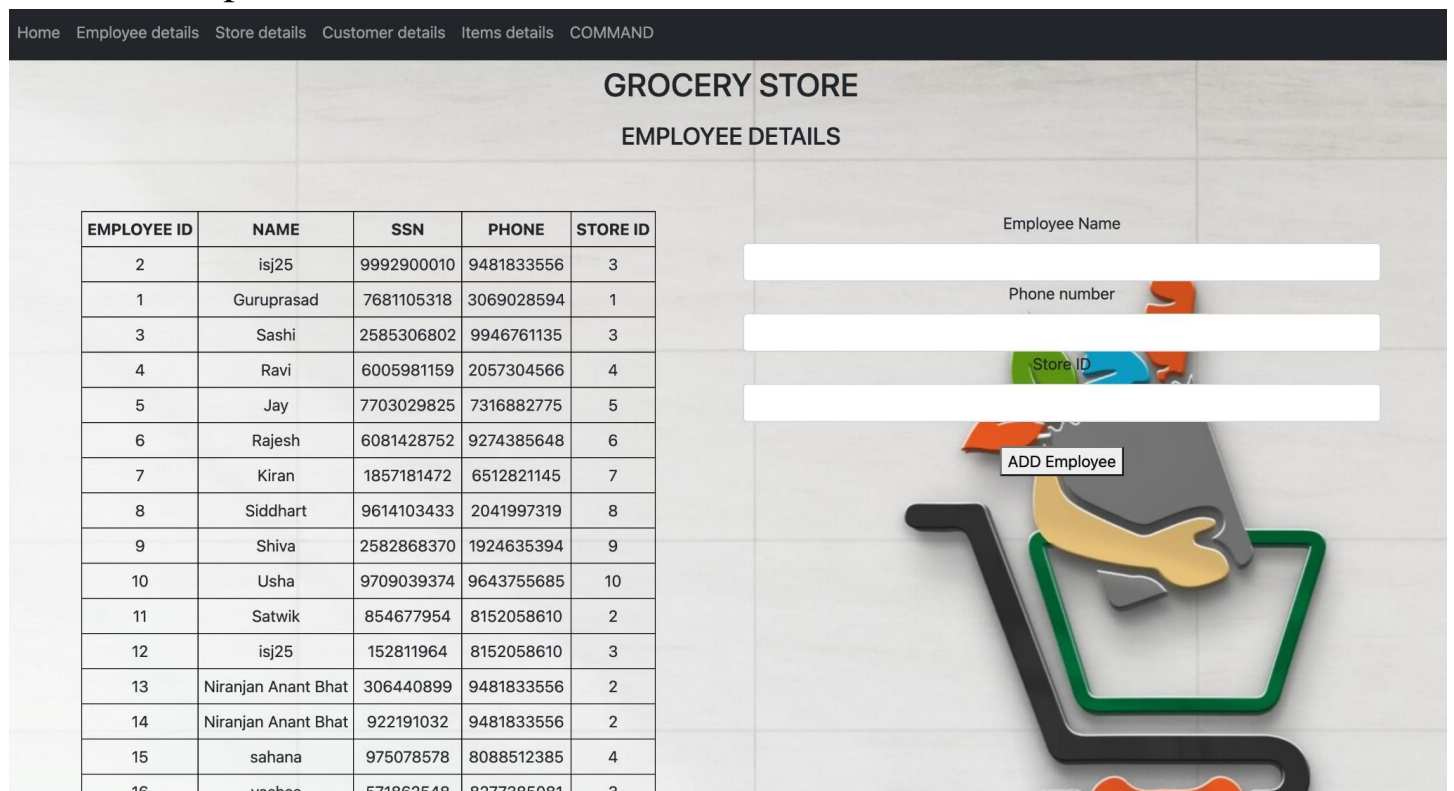 Home Employee details Store details Customer details Items details COMMAND
GROCERY STORE
EMPLOYEE DETAILS
EMPLOYEE ID NAME SSN PHONE STORE ID
2 isj25 9992900010 9481833556 3
1 Guruprasad 7681105318 3069028594 1
3 Sashi 2585306802 9946761135 3
4 Ravi 6005981159 2057304566 4
5 Jay 7703029825 7316882775 5
6 Rajesh 6081428752 9274385648 6
7 Kiran 1857181472 6512821145 7
8 Siddhart 9614103433 2041997319 8
9 Shiva 2582868370 1924635394 9
10 Usha 9709039374 9643755685 10
11 Satwik 854677954 8152058610 2
12 isj25 152811964 8152058610 3
13 Niranjan Anant Bhat 306440899 9481833556 2
14 Niranjan Anant Bhat 922191032 9481833556 2
15 sahana 975078578 8088512385 4
Employee Name
Phone number
Store ID
ADD Employee